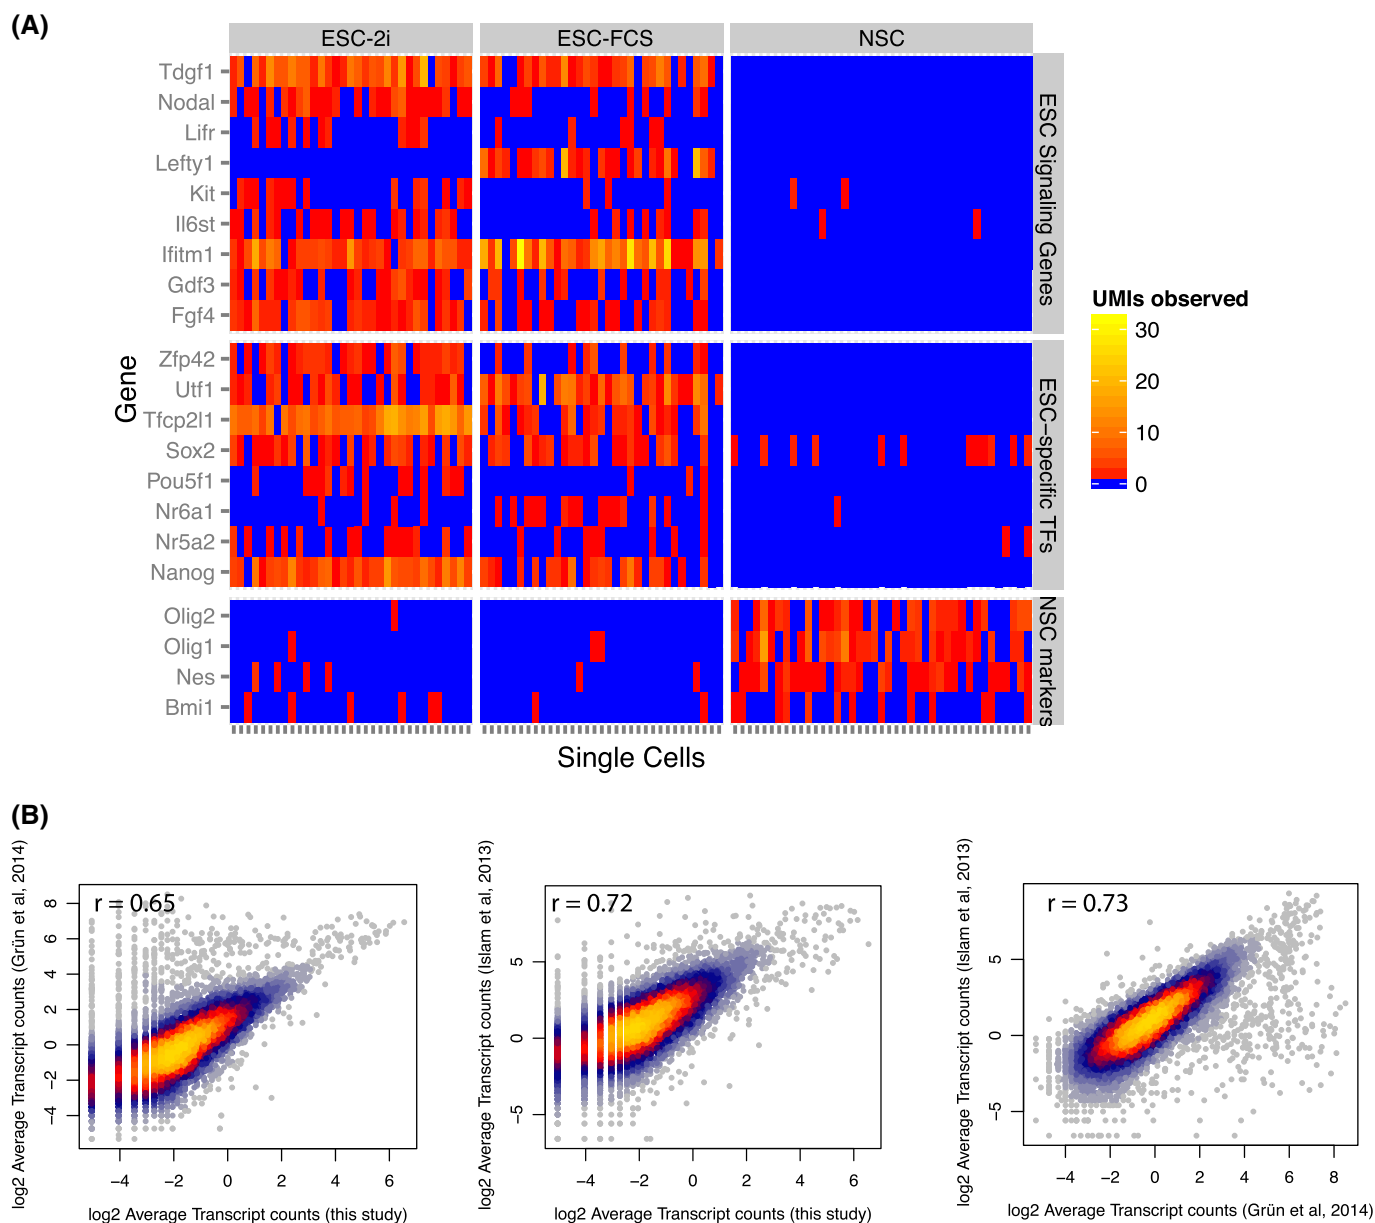 (A)
ESC-2i ESC-FCS NSC
Tdgf1
Nodal
Lifr
Lefty1
Kit
Il6st
Ifitm1
Gdf3
Fgf4
ESC Signaling Genes
Gene
Zfp42
Utf1
Tfcp2l1
Sox2
Pou5f1
Nr6a1
Nr5a2
Nanog
ESC-specific TFs
Olig2
Olig1
Nes
Bmi1
NSC markers
Single Cells
UMIs observed
30
20
10
0
(B)
log2 Average Transcript counts (Grün et al, 2014)
r = 0.65
8
6
4
2
0
−2
−4
−4 −2 0 2 4 6
log2 Average Transcript counts (this study)
log2 Average Transcript counts (Islam et al, 2013)
r = 0.72
5
0
−5
−4 −2 0 2 4 6
log2 Average Transcript counts (this study)
log2 Average Transcript counts (Islam et al, 2013)
r = 0.73
5
0
−5
−4 −2 0 2 4 6 8
log2 Average Transcript counts (Grün et al, 2014)